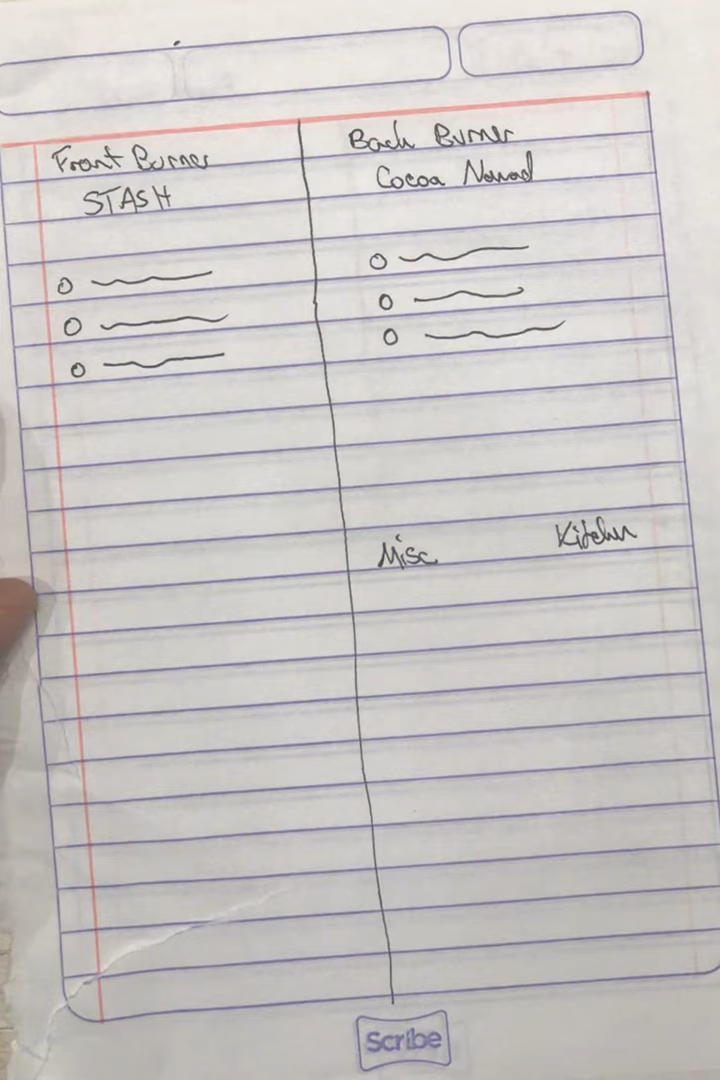 Front Burner
STASH
Back Burner
Cocoa Nomad
Misc
Kitchen
Scribe